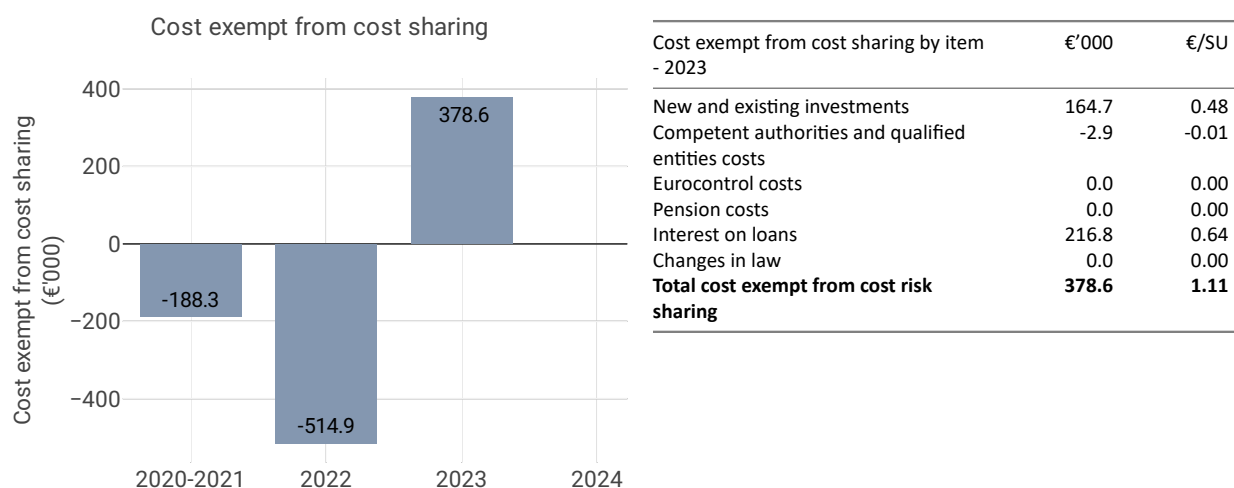 Cost exempt from cost sharing
Cost exempt from cost sharing
(€'000)
400
200
0
−200
−400
-188.3
-514.9
378.6
2020-2021 2022 2023 2024
Cost exempt from cost sharing by item €’000 €/SU
- 2023
New and existing investments 164.7 0.48
Competent authorities and qualified -2.9 -0.01
entities costs
Eurocontrol costs 0.0 0.00
Pension costs 0.0 0.00
Interest on loans 216.8 0.64
Changes in law 0.0 0.00
Total cost exempt from cost risk 378.6 1.11
sharing